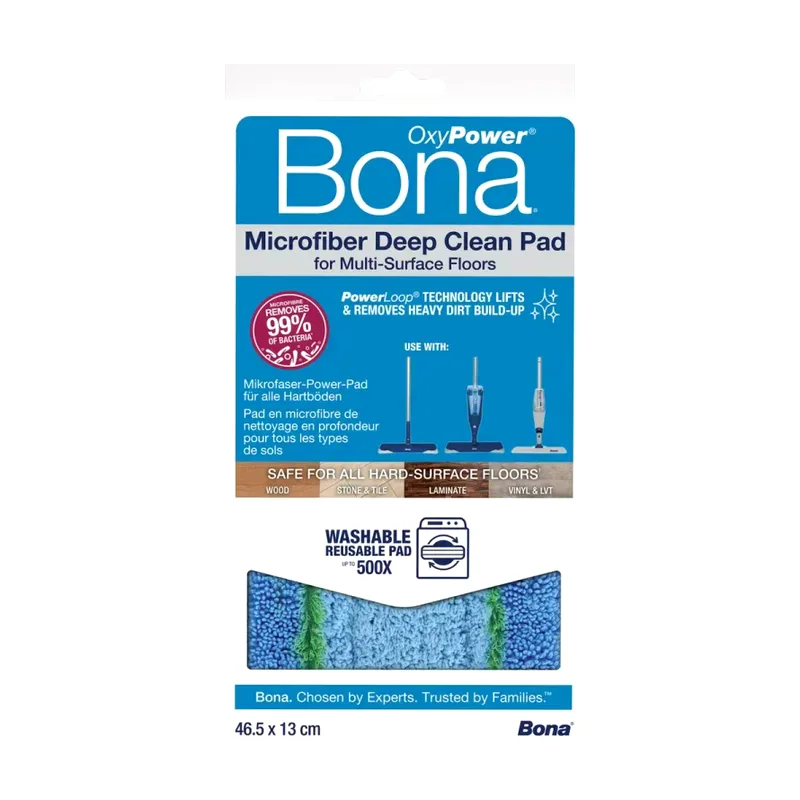 OxyPower®
Bona®
Microfiber Deep Clean Pad
for Multi-Surface Floors
PowerLoop® TECHNOLOGY LIFTS
& REMOVES HEAVY DIRT BUILD-UP
MICROFIBRE
REMOVES
99%
OF BACTERIA*
USE WITH:
Mikrofaser-Power-Pad
für alle Hartböden
Pad en microfibre de
nettoyage en profondeur
pour tous les types
de sols
SAFE FOR ALL HARD-SURFACE FLOORS
WOOD
STONE & TILE
LAMINATE
VINYL & LVT
WASHABLE
REUSABLE PAD
UP TO 500X
Bona. Chosen by Experts. Trusted by Families.™
46.5 x 13 cm
Bona®